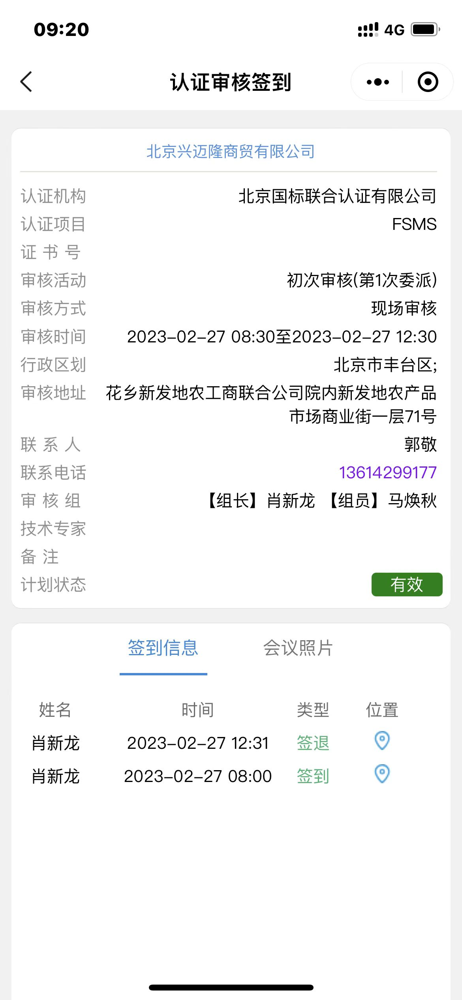 09:20
4G
认证审核签到
北京兴迈隆商贸有限公司
认证机构 北京国标联合认证有限公司
认证项目 FSMS
证 书 号
审核活动 初次审核(第1次委派)
审核方式 现场审核
审核时间 2023-02-27 08:30至2023-02-27 12:30
行政区划 北京市丰台区;
审核地址 花乡新发地农工商联合公司院内新发地农产品
市场商业街一层71号
联 系 人 郭敬
联系电话 13614299177
审 核 组 【组长】肖新龙 【组员】马焕秋
技术专家
备 注
计划状态 有效
签到信息 会议照片
姓名 时间 类型 位置
肖新龙 2023-02-27 12:31 签退
肖新龙 2023-02-27 08:00 签到